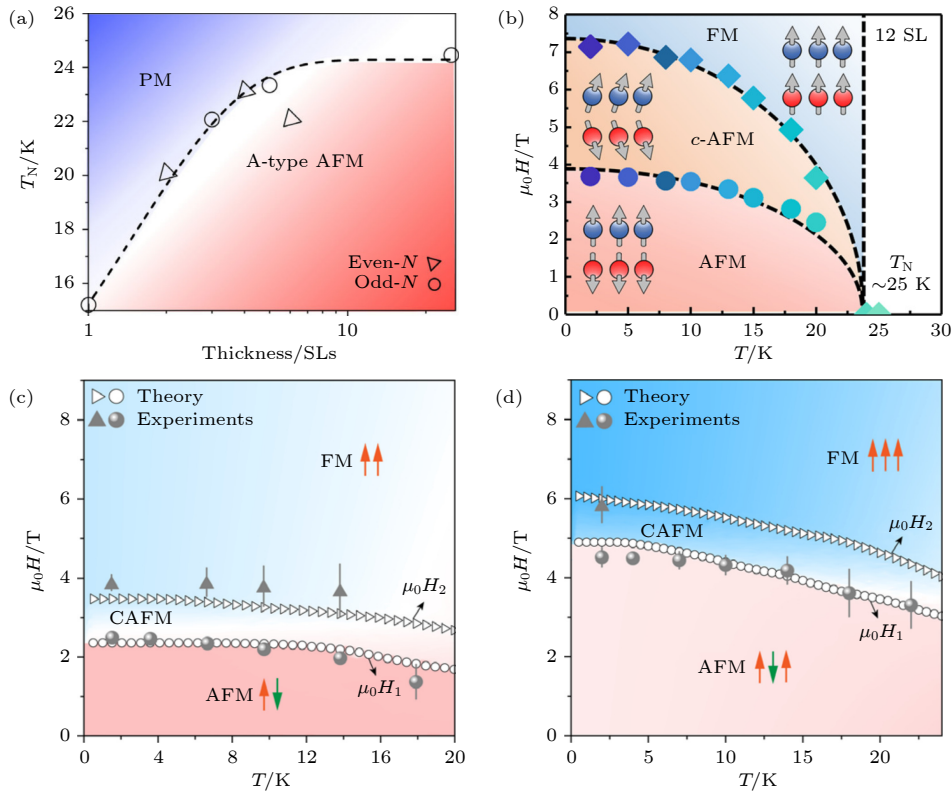 (a)
T_N/K
26
24
22
20
18
16
PM
A-type AFM
Even-N
Odd-N
1
10
Thickness/SLs
(b)
μ₀H/T
8
7
6
5
4
3
2
1
0
FM
12 SL
c-AFM
AFM
T_N
~25 K
0 5 10 15 20 25 30
T/K
(c)
μ₀H/T
8
6
4
2
0
Theory
Experiments
FM
CAFM
μ₀H₂
μ₀H₁
AFM
0 4 8 12 16 20
T/K
(d)
μ₀H/T
8
6
4
2
0
Theory
Experiments
FM
CAFM
μ₀H₂
μ₀H₁
AFM
0 5 10 15 20
T/K